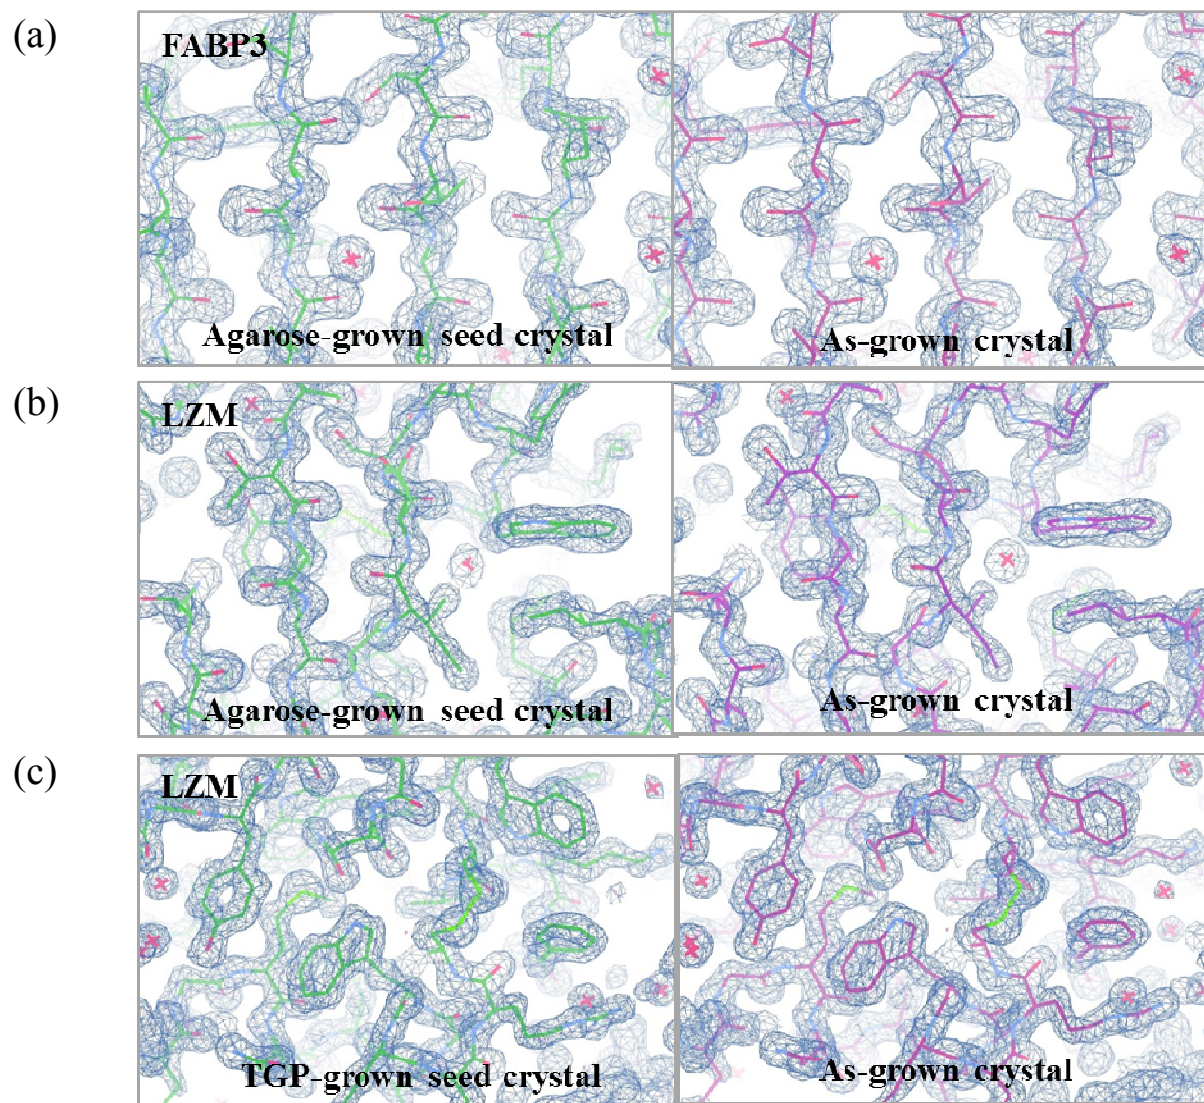 (a)
FABP3
Agarose-grown seed crystal
As-grown crystal
(b)
LZM
Agarose-grown seed crystal
As-grown crystal
(c)
LZM
TGP-grown seed crystal
As-grown crystal